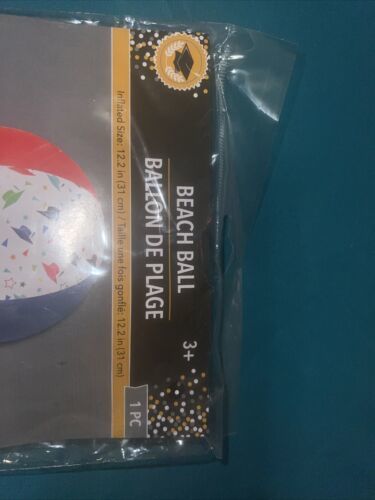 BEACH BALL
BALLON DE PLAGE
3+
1 PC
Inflated Size: 12.2 in (31 cm) / Taille une fois gonflé: 12.2 in (31 cm)